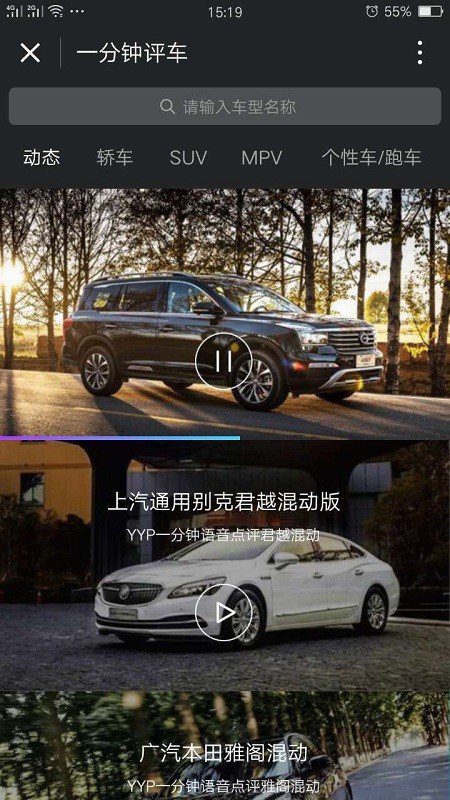 4G 2G 15:19 55%
一分钟评车
请输入车型名称
动态 轿车 SUV MPV 个性车/跑车
上汽通用别克君越混动版
YYP一分钟语音点评君越混动
广汽本田雅阁混动
YYP一分钟语音点评雅阁混动